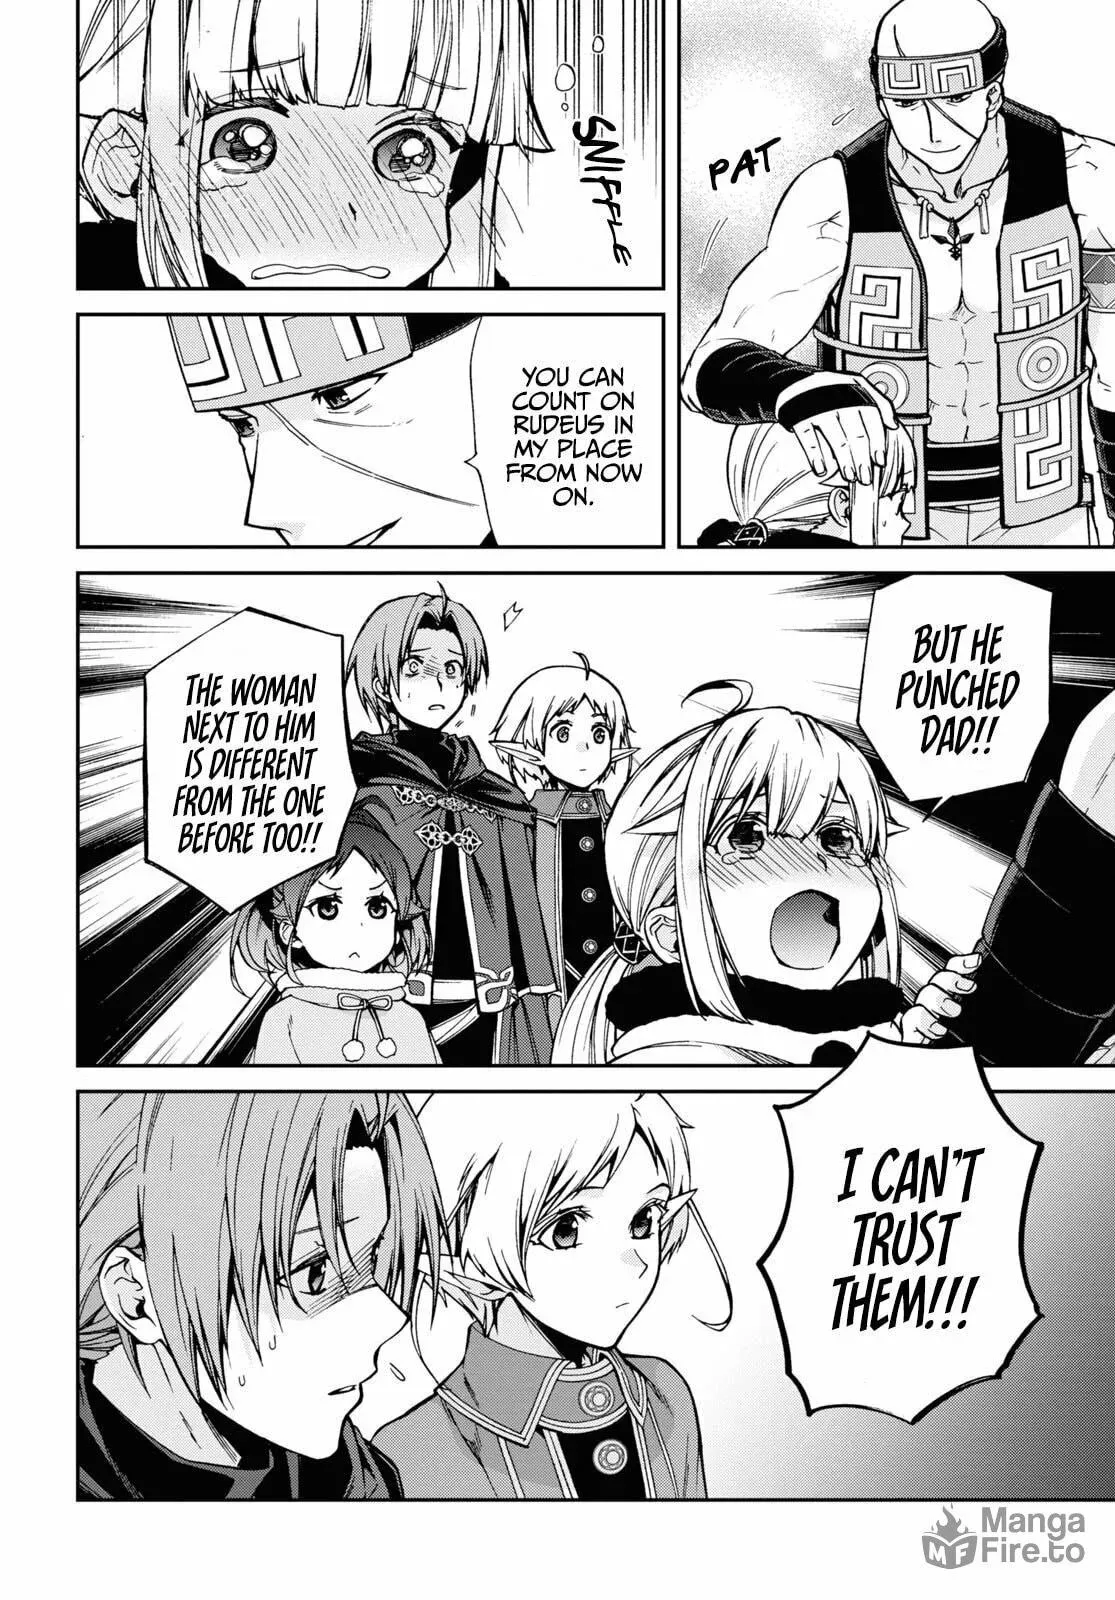 PAT
SNIFFLE
YOU CAN
COUNT ON
RUDEUS IN
MY PLACE
FROM NOW
ON.
BUT HE
PUNCHED
DAD!!
THE WOMAN
NEXT TO HIM
IS DIFFERENT
FROM THE ONE
BEFORE TOO!!
I CAN'T
TRUST
THEM!!!
Manga
Fire.to
MF